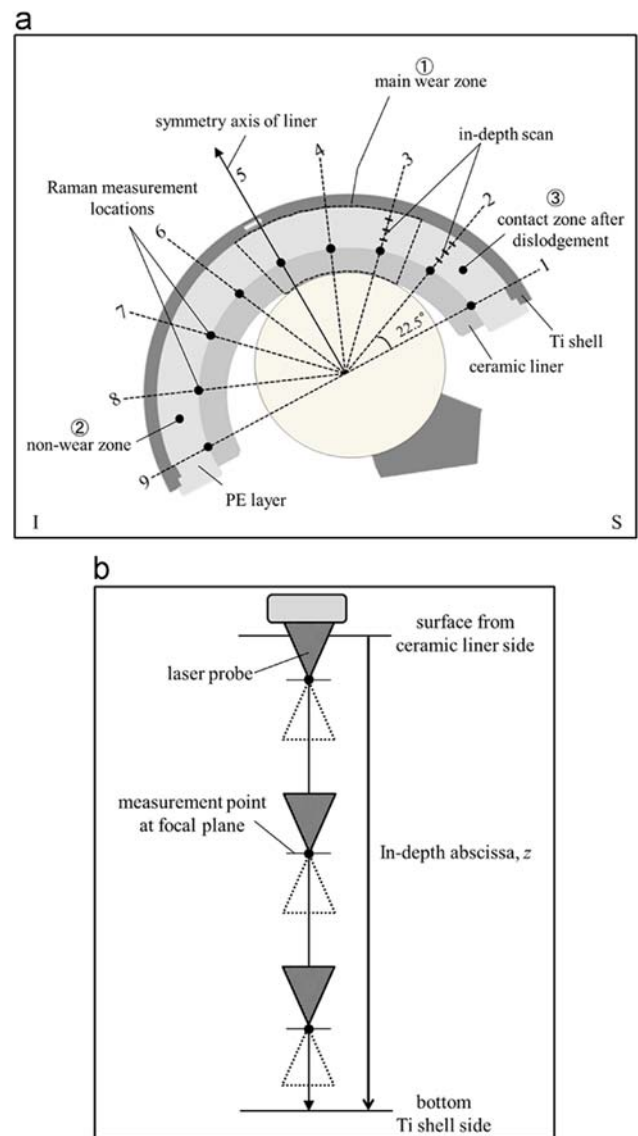 a
①
main wear zone
symmetry axis of liner
in-depth scan
4
3
5
2
Raman measurement
locations
③
contact zone after
dislodgement
6
1
7
22.5°
Ti shell
ceramic liner
8
②
non-wear zone
9
PE layer
I
S
b
surface from
ceramic liner side
laser probe
measurement point
at focal plane
In-depth abscissa, z
bottom
Ti shell side